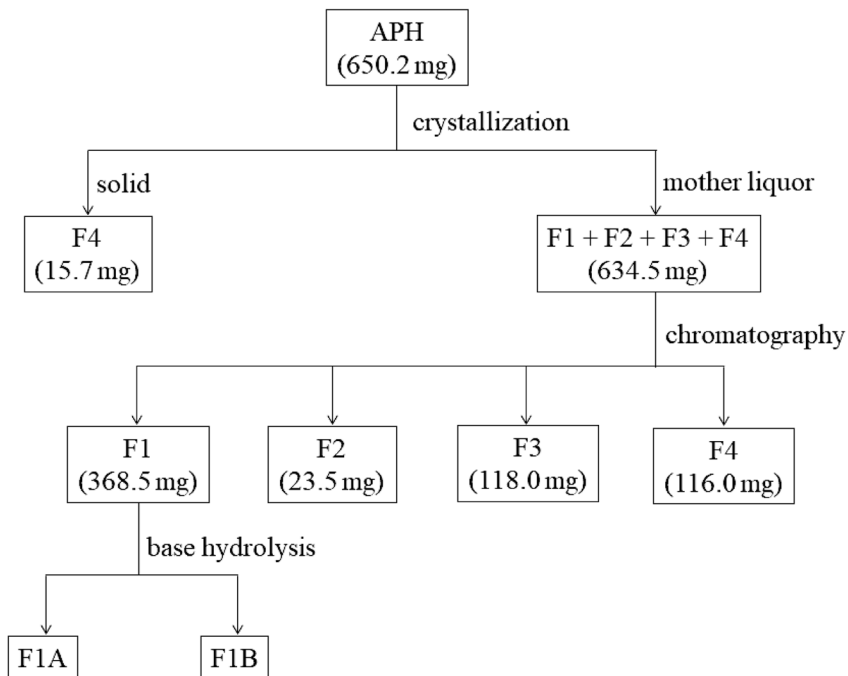 APH
(650.2 mg)
crystallization
solid
mother liquor
F4
(15.7 mg)
F1 + F2 + F3 + F4
(634.5 mg)
chromatography
F1
(368.5 mg)
F2
(23.5 mg)
F3
(118.0 mg)
F4
(116.0 mg)
base hydrolysis
F1A
F1B